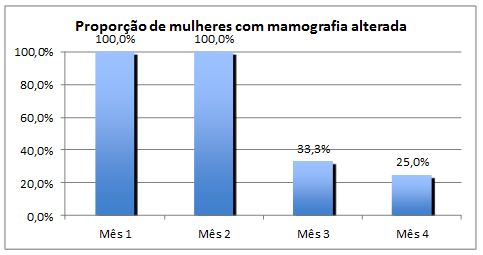 Proporção de mulheres com mamografia alterada
100,0%
100,0%
33,3%
25,0%
100,0%
80,0%
60,0%
40,0%
20,0%
0,0%
Mês 1
Mês 2
Mês 3
Mês 4